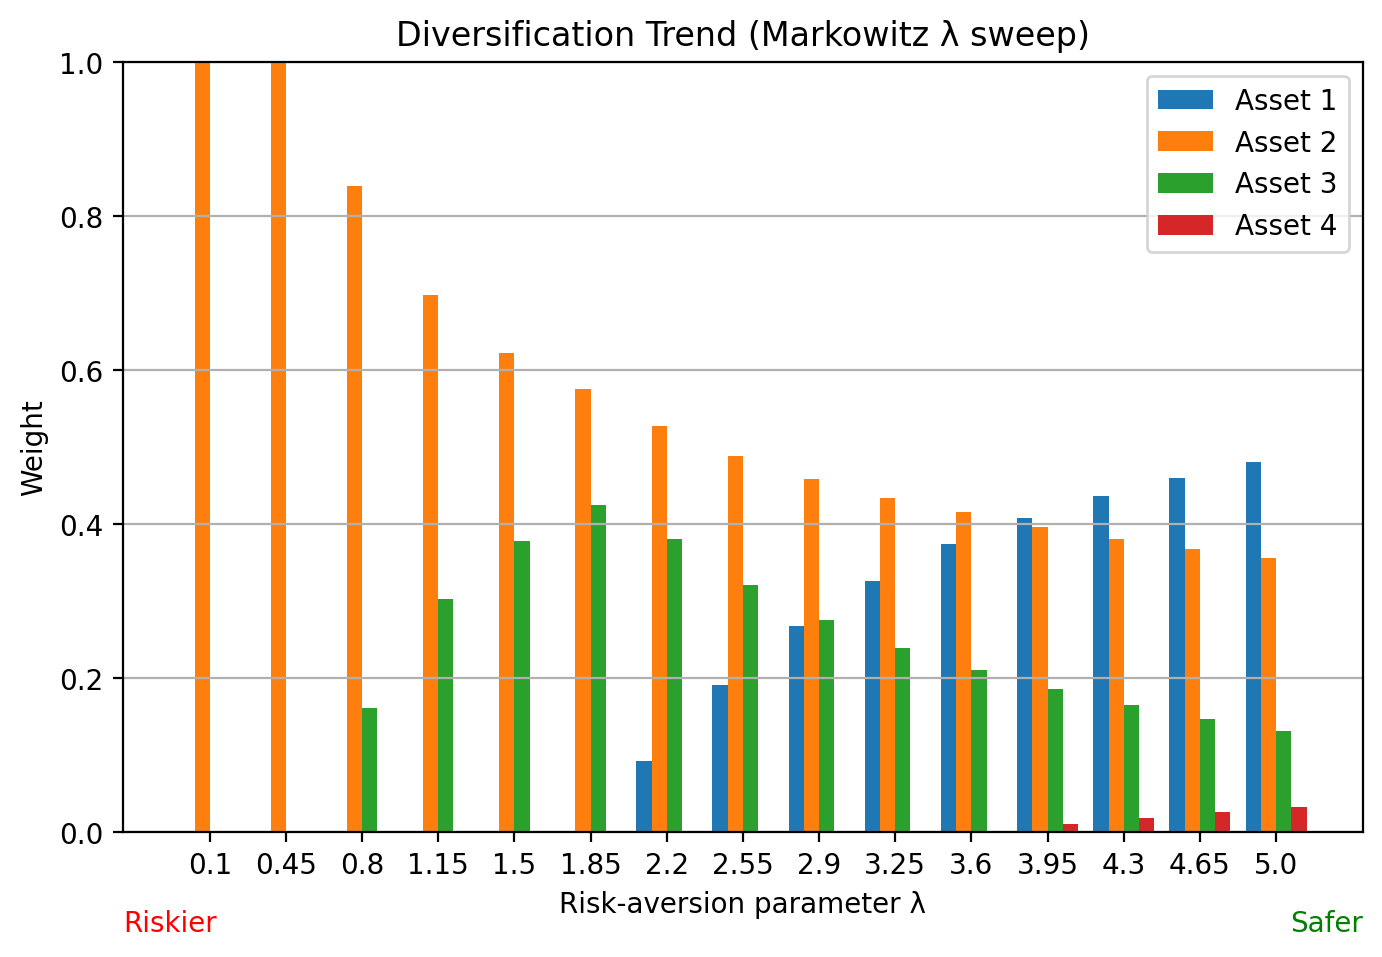 Diversification Trend (Markowitz λ sweep)
Asset 1
Asset 2
Asset 3
Asset 4
Weight
1.0
0.8
0.6
0.4
0.2
0.0
0.1 0.45 0.8 1.15 1.5 1.85 2.2 2.55 2.9 3.25 3.6 3.95 4.3 4.65 5.0
Risk-aversion parameter λ
Riskier
Safer